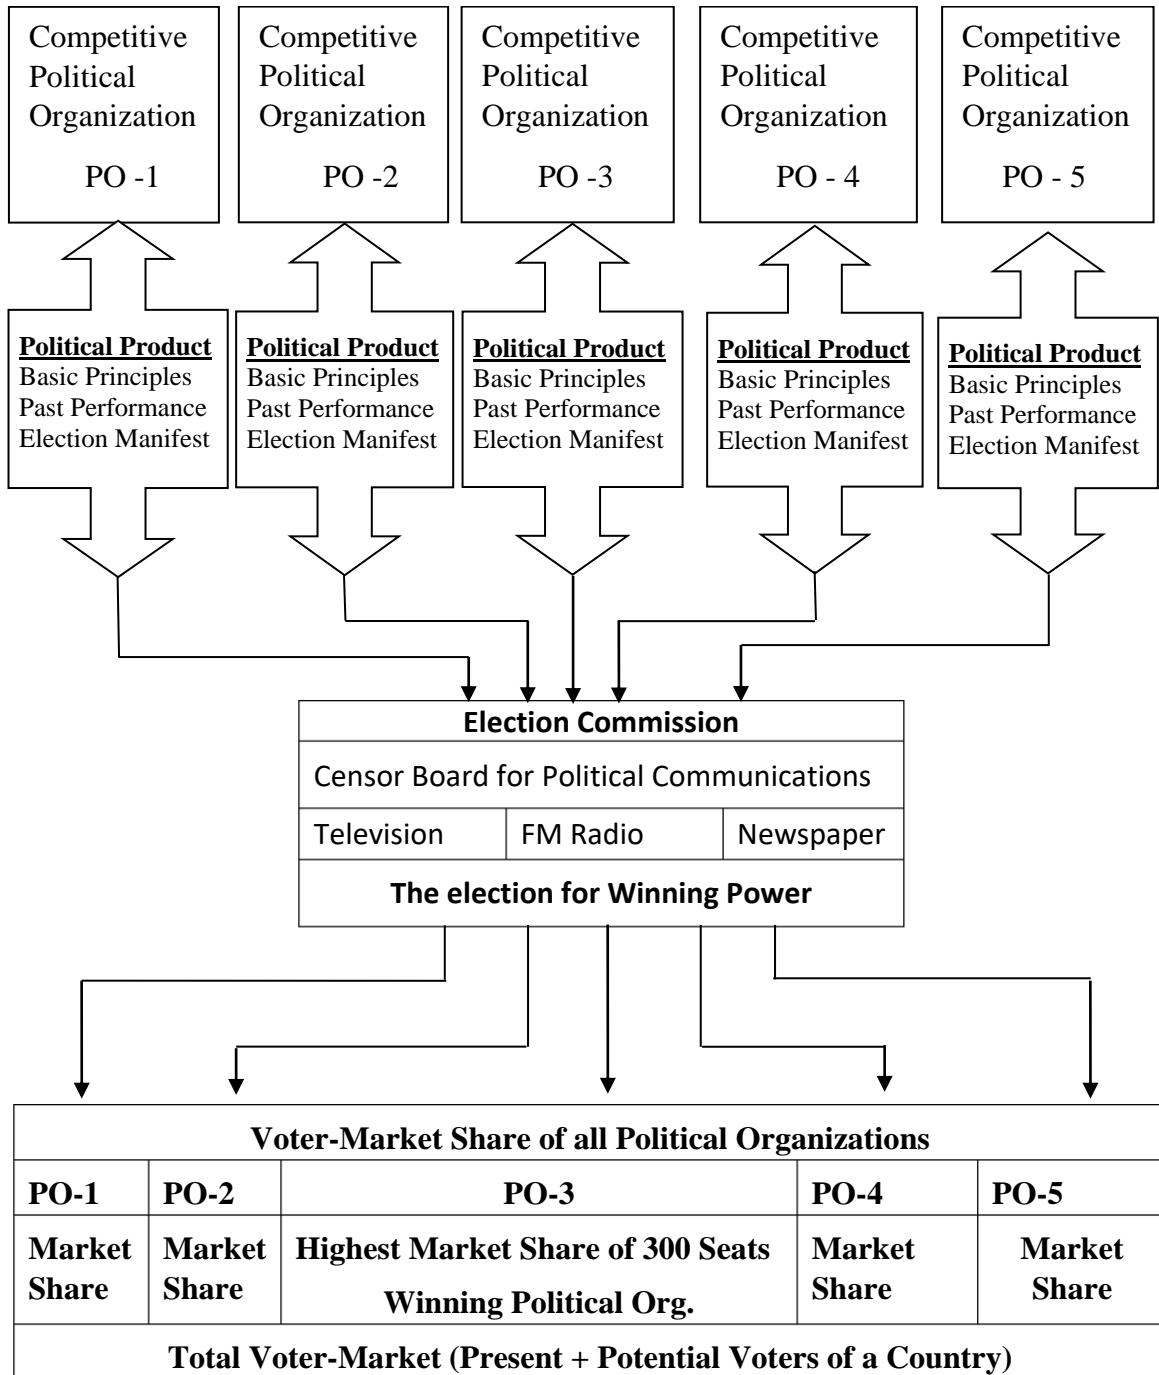 Competitive
Political
Organization
PO -1
Competitive
Political
Organization
PO -2
Competitive
Political
Organization
PO -3
Competitive
Political
Organization
PO - 4
Competitive
Political
Organization
PO - 5
Political Product
Basic Principles
Past Performance
Election Manifest
Political Product
Basic Principles
Past Performance
Election Manifest
Political Product
Basic Principles
Past Performance
Election Manifest
Political Product
Basic Principles
Past Performance
Election Manifest
Political Product
Basic Principles
Past Performance
Election Manifest
Election Commission
Censor Board for Political Communications
Television FM Radio Newspaper
The election for Winning Power
Voter-Market Share of all Political Organizations
PO-1 PO-2 PO-3 PO-4 PO-5
Market
Share
Market
Share
Highest Market Share of 300 Seats
Winning Political Org.
Market
Share
Market
Share
Total Voter-Market (Present + Potential Voters of a Country)